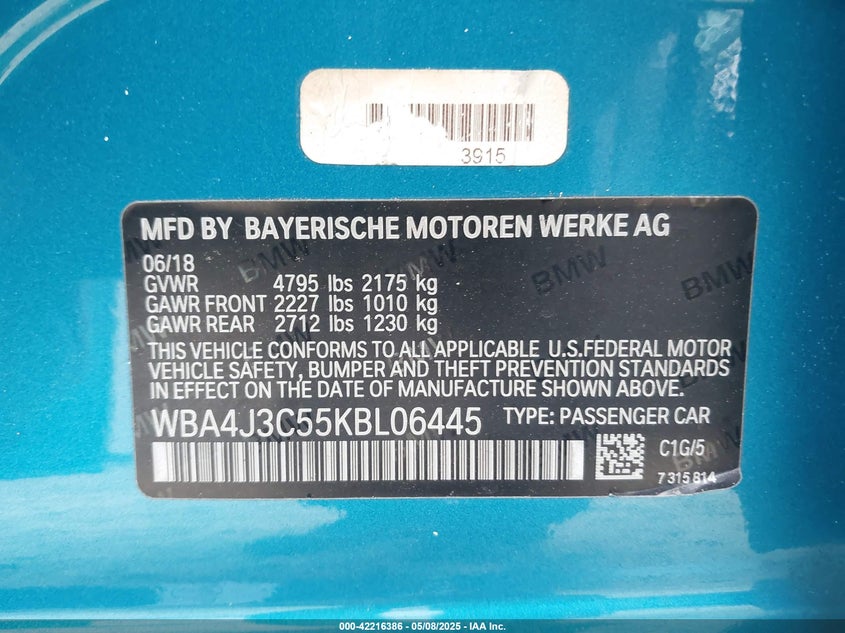 3915
MFD BY BAYERISCHE MOTOREN WERKE AG
06/18
GVWR 4795 lbs 2175 kg
GAWR FRONT 2227 lbs 1010 kg
GAWR REAR 2712 lbs 1230 kg
THIS VEHICLE CONFORMS TO ALL APPLICABLE U.S.FEDERAL MOTOR
VEHICLE SAFETY, BUMPER AND THEFT PREVENTION STANDARDS
IN EFFECT ON THE DATE OF MANUFACTURE SHOWN ABOVE.
WBA4J3C55KBL06445 TYPE: PASSENGER CAR
C1G/5
7315814
BMW
BMW
000-42216386 - 05/08/2025 - IAA Inc.